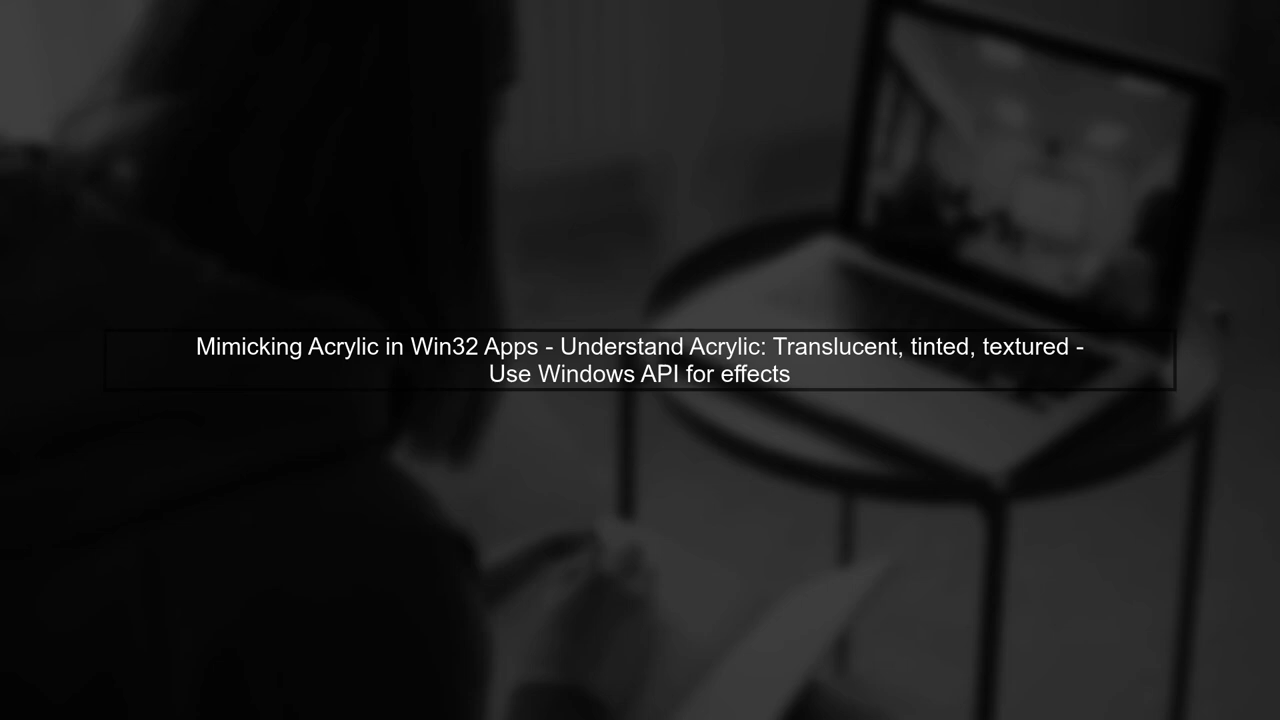 Mimicking Acrylic in Win32 Apps - Understand Acrylic: Translucent, tinted, textured -
Use Windows API for effects